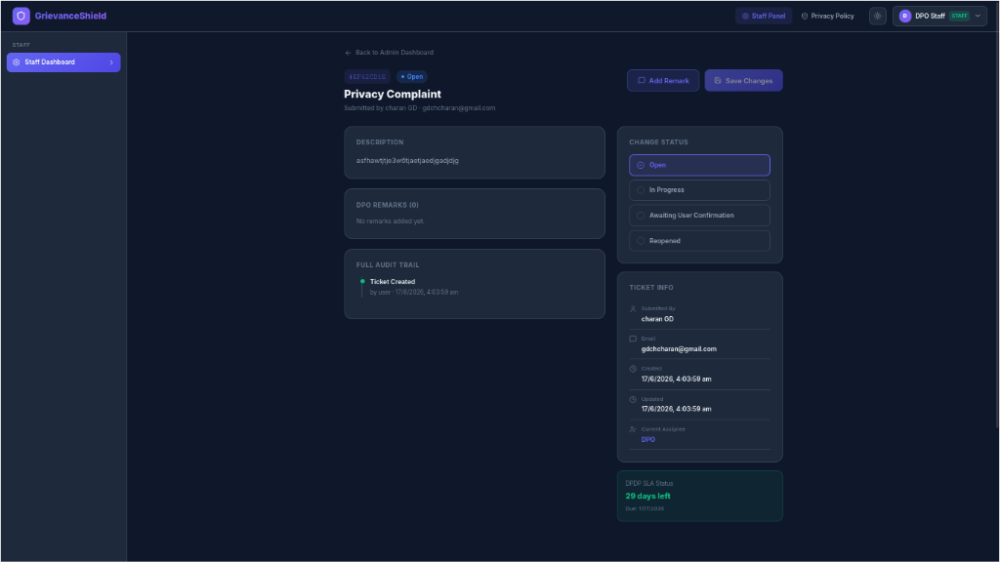 GrievanceShield
Staff Panel
Privacy Policy
D
DPO Staff
STAFF
STAFF
Staff Dashboard
← Back to Admin Dashboard
Open
Privacy Complaint
Submitted by charan GD · gdchcharan@gmail.com
Add Remark
Save Changes
DESCRIPTION
asfhawtjtje3w6tjaetjaedjgadjdjg
DPO REMARKS (0)
No remarks added yet.
FULL AUDIT TRAIL
Ticket Created
by user · 17/6/2026, 4:03:59 am
CHANGE STATUS
Open
In Progress
Awaiting User Confirmation
Reopened
TICKET INFO
Submitted By
charan GD
Email
gdchcharan@gmail.com
Created
17/6/2026, 4:03:59 am
Updated
17/6/2026, 4:03:59 am
Current Assignee
DPO
DPDP SLA Status
29 days left
Due: 17/7/2026